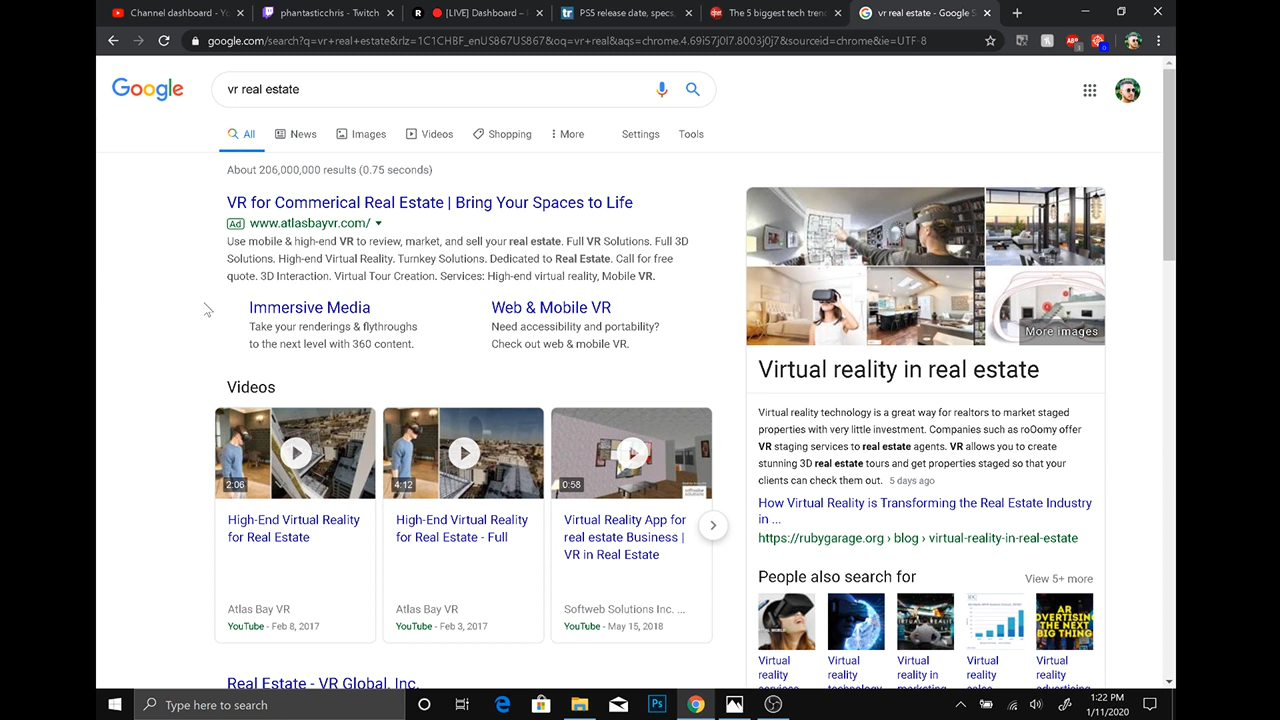 Channel dashboard - Yo
phantasticchris - Twitch
[LIVE] Dashboard –
PS5 release date, specs,
The 5 biggest tech tren
vr real estate - Google S
google.com/search?q=vr+real+estate&rlz=1C1CHBF_enUS867US867&oq=vr+real&aqs=chrome.4.69i57j0l7.8003j0j7&sourceid=chrome&ie=UTF-8
Google
vr real estate
All
News
Images
Videos
Shopping
More
Settings
Tools
About 206,000,000 results (0.75 seconds)
VR for Commerical Real Estate | Bring Your Spaces to Life
Ad www.atlasbayvr.com/
Use mobile & high-end VR to review, market, and sell your real estate. Full VR Solutions. Full 3D
Solutions. High-end Virtual Reality. Turnkey Solutions. Dedicated to Real Estate. Call for free
quote. 3D Interaction. Virtual Tour Creation. Services: High-end virtual reality, Mobile VR.
Immersive Media
Take your renderings & flythroughs
to the next level with 360 content.
Web & Mobile VR
Need accessibility and portability?
Check out web & mobile VR.
Videos
2:06
High-End Virtual Reality
for Real Estate
Atlas Bay VR
YouTube - Feb 8, 2017
4:12
High-End Virtual Reality
for Real Estate - Full
Atlas Bay VR
YouTube - Feb 3, 2017
0:58
Virtual Reality App for
real estate Business |
VR in Real Estate
Softweb Solutions Inc. ...
YouTube - May 15, 2018
Real Estate - VR Global, Inc.
More images
Virtual reality in real estate
Virtual reality technology is a great way for realtors to market staged
properties with very little investment. Companies such as roOomy offer
VR staging services to real estate agents. VR allows you to create
stunning 3D real estate tours and get properties staged so that your
clients can check them out. 5 days ago
How Virtual Reality is Transforming the Real Estate Industry
in ...
https://rubygarage.org › blog › virtual-reality-in-real-estate
People also search for
View 5+ more
AR
ADVERTISING
THE NEXT
BIG THING
Virtual
reality
services
Virtual
reality
technology
Virtual
reality in
marketing
Virtual
reality
sales
Virtual
reality
advertising
Type here to search
1:22 PM
1/11/2020